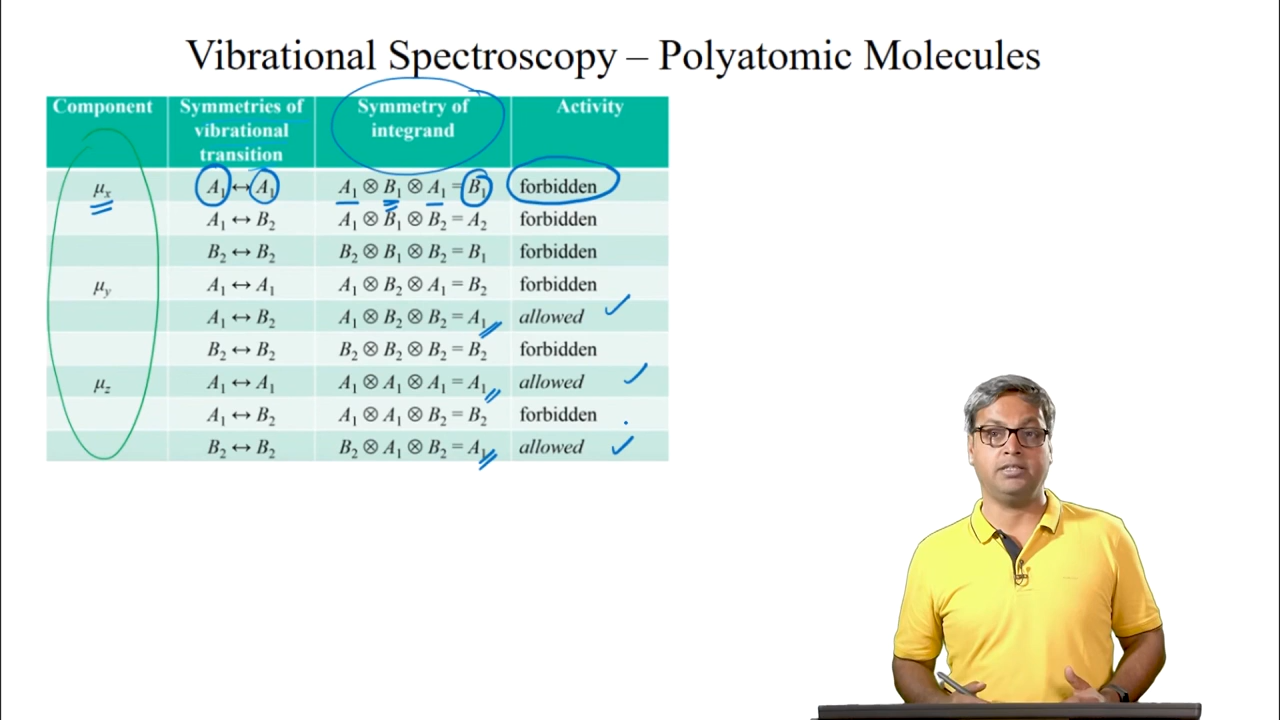 Vibrational Spectroscopy – Polyatomic Molecules
Component Symmetries of vibrational transition Symmetry of integrand Activity
μₓ A₁ ↔ A₁ A₁ ⊗ B₁ ⊗ A₁ = B₁ forbidden
A₁ ↔ B₂ A₁ ⊗ B₁ ⊗ B₂ = A₂ forbidden
B₂ ↔ B₂ B₂ ⊗ B₁ ⊗ B₂ = B₁ forbidden
μᵧ A₁ ↔ A₁ A₁ ⊗ B₂ ⊗ A₁ = B₂ forbidden
A₁ ↔ B₂ A₁ ⊗ B₂ ⊗ B₂ = A₁ allowed
B₂ ↔ B₂ B₂ ⊗ B₂ ⊗ B₂ = B₂ forbidden
μz A₁ ↔ A₁ A₁ ⊗ A₁ ⊗ A₁ = A₁ allowed
A₁ ↔ B₂ A₁ ⊗ A₁ ⊗ B₂ = B₂ forbidden
B₂ ↔ B₂ B₂ ⊗ A₁ ⊗ B₂ = A₁ allowed